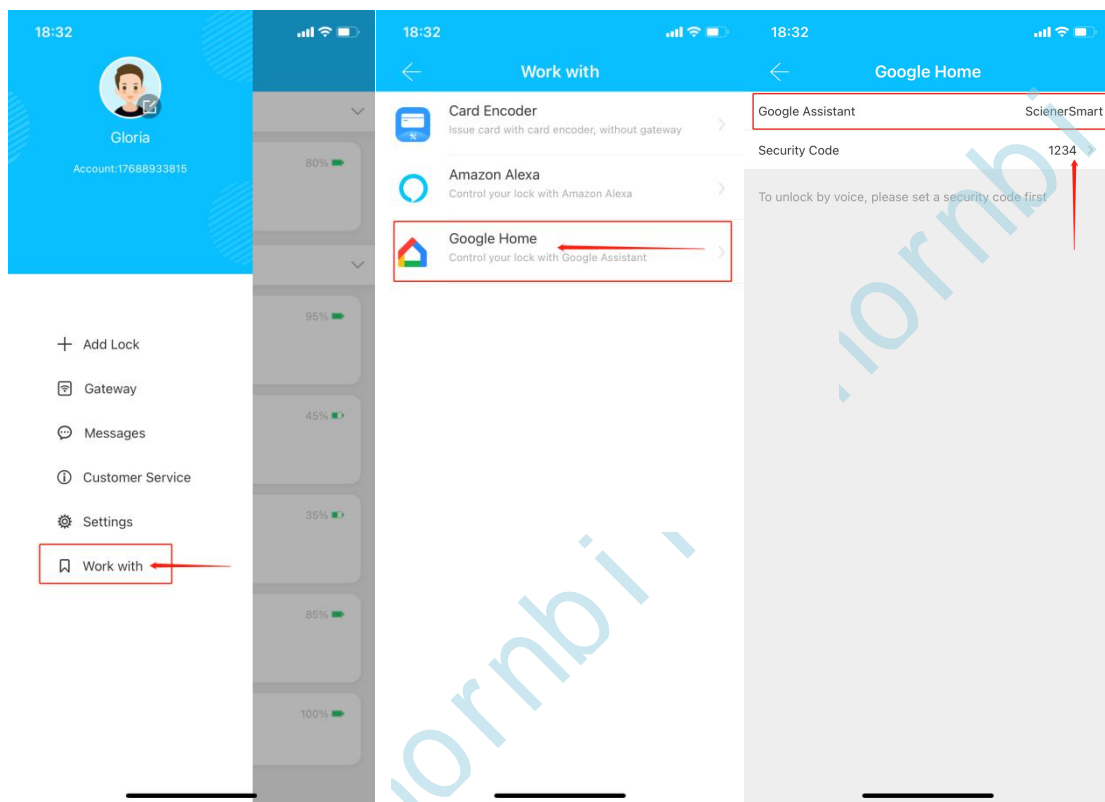 18:32
Gloria
Account:17688933815
80%
95%
45%
35%
85%
100%
Add Lock
Gateway
Messages
Customer Service
Settings
Work with
18:32
Work with
Card Encoder
Issue card with card encoder, without gateway
Amazon Alexa
Control your lock with Amazon Alexa
Google Home
Control your lock with Google Assistant
18:32
Google Home
Google Assistant
ScienerSmart
Security Code
1234
To unlock by voice, please set a security code first